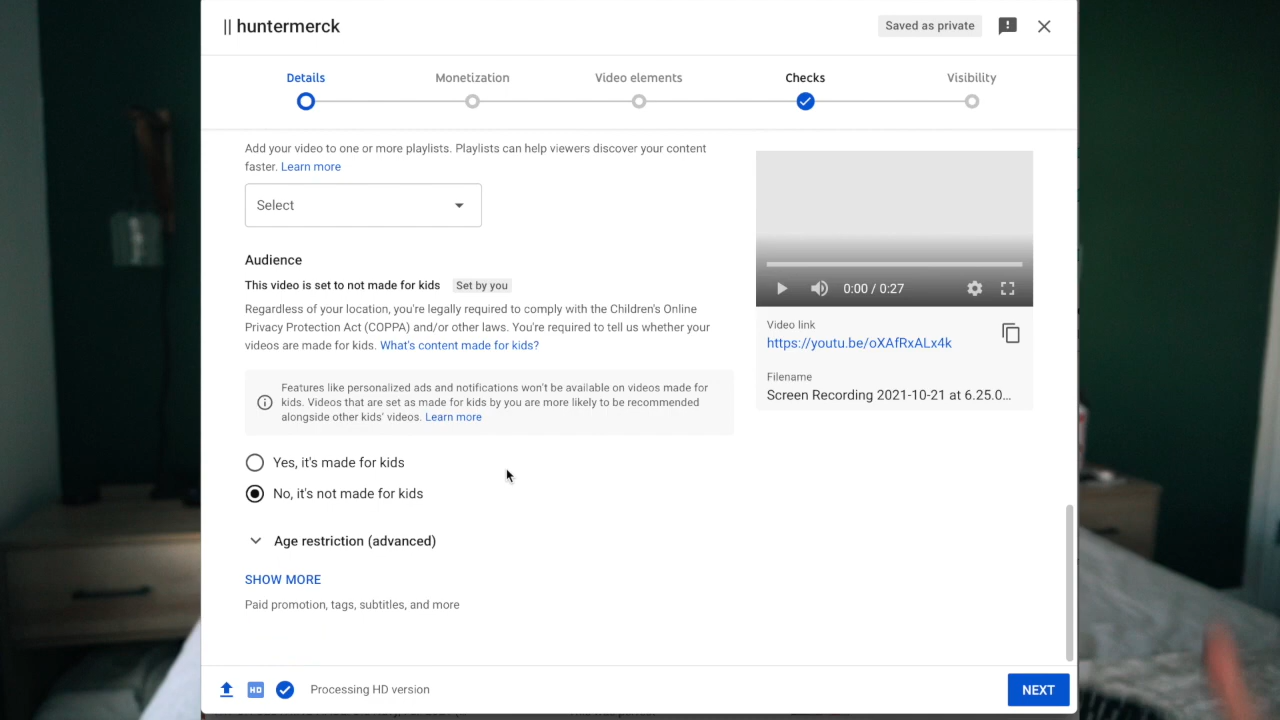 || huntermerck
Saved as private
Details
Monetization
Video elements
Checks
Visibility
Add your video to one or more playlists. Playlists can help viewers discover your content
faster. Learn more
Select
Audience
This video is set to not made for kids Set by you
Regardless of your location, you're legally required to comply with the Children's Online
Privacy Protection Act (COPPA) and/or other laws. You're required to tell us whether your
videos are made for kids. What's content made for kids?
Features like personalized ads and notifications won't be available on videos made for
kids. Videos that are set as made for kids by you are more likely to be recommended
alongside other kids' videos. Learn more
Yes, it's made for kids
No, it's not made for kids
Age restriction (advanced)
SHOW MORE
Paid promotion, tags, subtitles, and more
0:00 / 0:27
Video link
https://youtu.be/oXAfRxALx4k
Filename
Screen Recording 2021-10-21 at 6.25.0...
HD
Processing HD version
NEXT